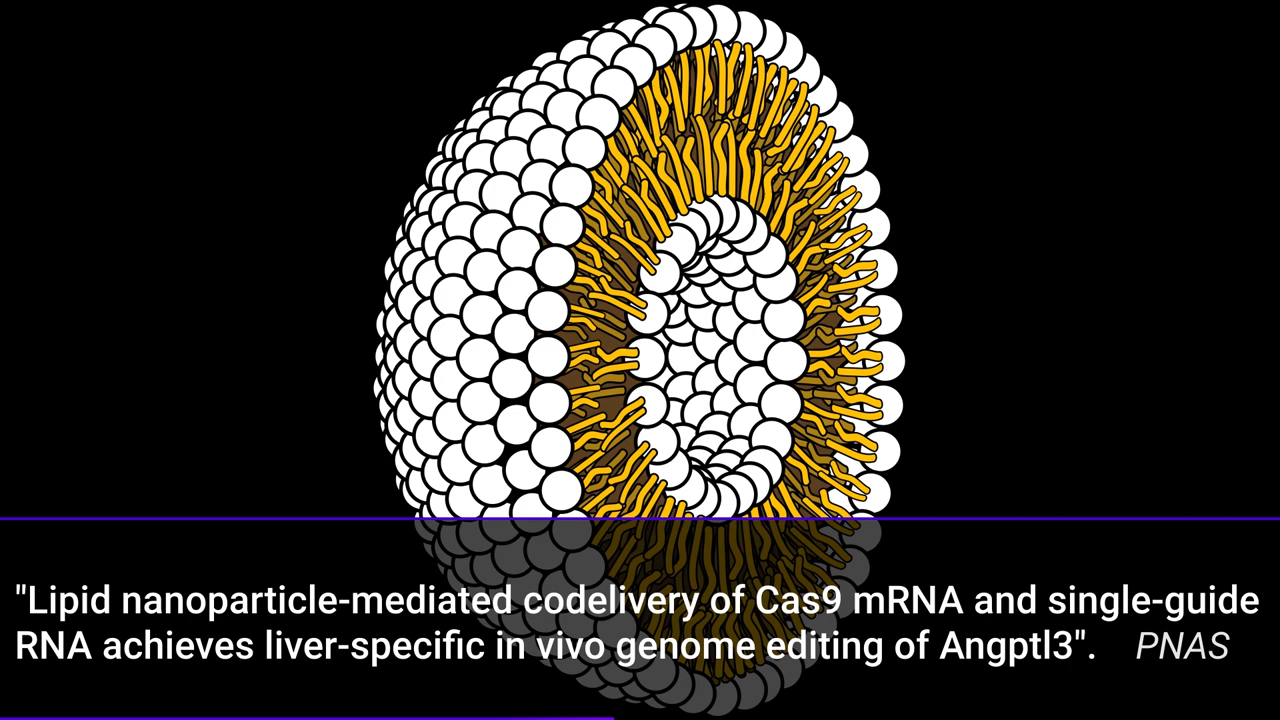 "Lipid nanoparticle-mediated codelivery of Cas9 mRNA and single-guide
RNA achieves liver-specific in vivo genome editing of Angptl3". PNAS